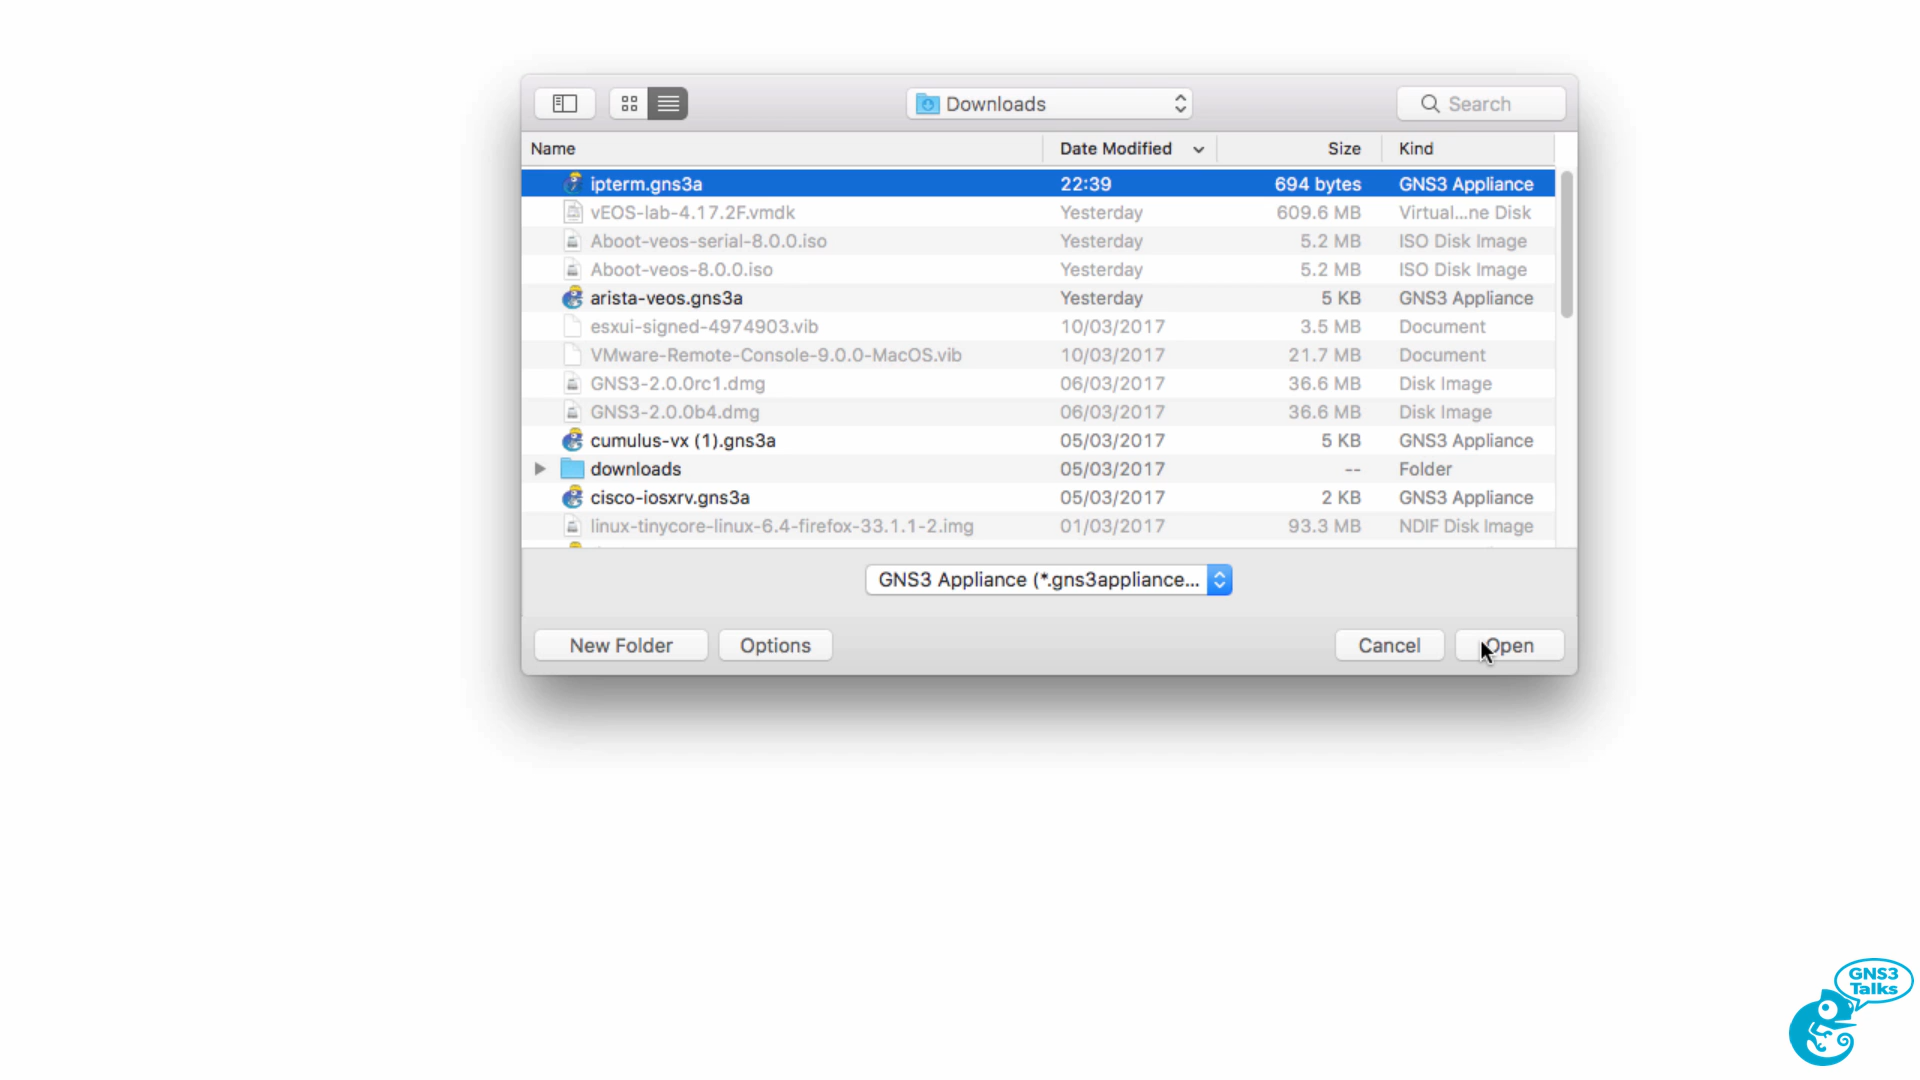 Downloads
Search
Name Date Modified Size Kind
ipterm.gns3a 22:39 694 bytes GNS3 Appliance
vEOS-lab-4.17.2F.vmdk Yesterday 609.6 MB Virtual...ne Disk
Aboot-veos-serial-8.0.0.iso Yesterday 5.2 MB ISO Disk Image
Aboot-veos-8.0.0.iso Yesterday 5.2 MB ISO Disk Image
arista-veos.gns3a Yesterday 5 KB GNS3 Appliance
esxui-signed-4974903.vib 10/03/2017 3.5 MB Document
VMware-Remote-Console-9.0.0-MacOS.vib 10/03/2017 21.7 MB Document
GNS3-2.0.0rc1.dmg 06/03/2017 36.6 MB Disk Image
GNS3-2.0.0b4.dmg 06/03/2017 36.6 MB Disk Image
cumulus-vx (1).gns3a 05/03/2017 5 KB GNS3 Appliance
downloads 05/03/2017 -- Folder
cisco-iosxrv.gns3a 05/03/2017 2 KB GNS3 Appliance
linux-tinycore-linux-6.4-firefox-33.1.1-2.img 01/03/2017 93.3 MB NDIF Disk Image
GNS3 Appliance (*.gns3appliance...
New Folder Options Cancel Open
GNS3
Talks